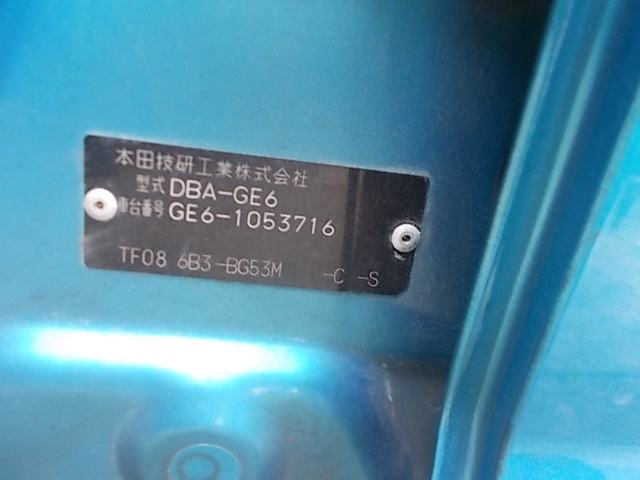 本田技研工業株式会社
型式 DBA-GE6
車台番号 GE6-1053716
TF08 6B3-BG53M -C -S